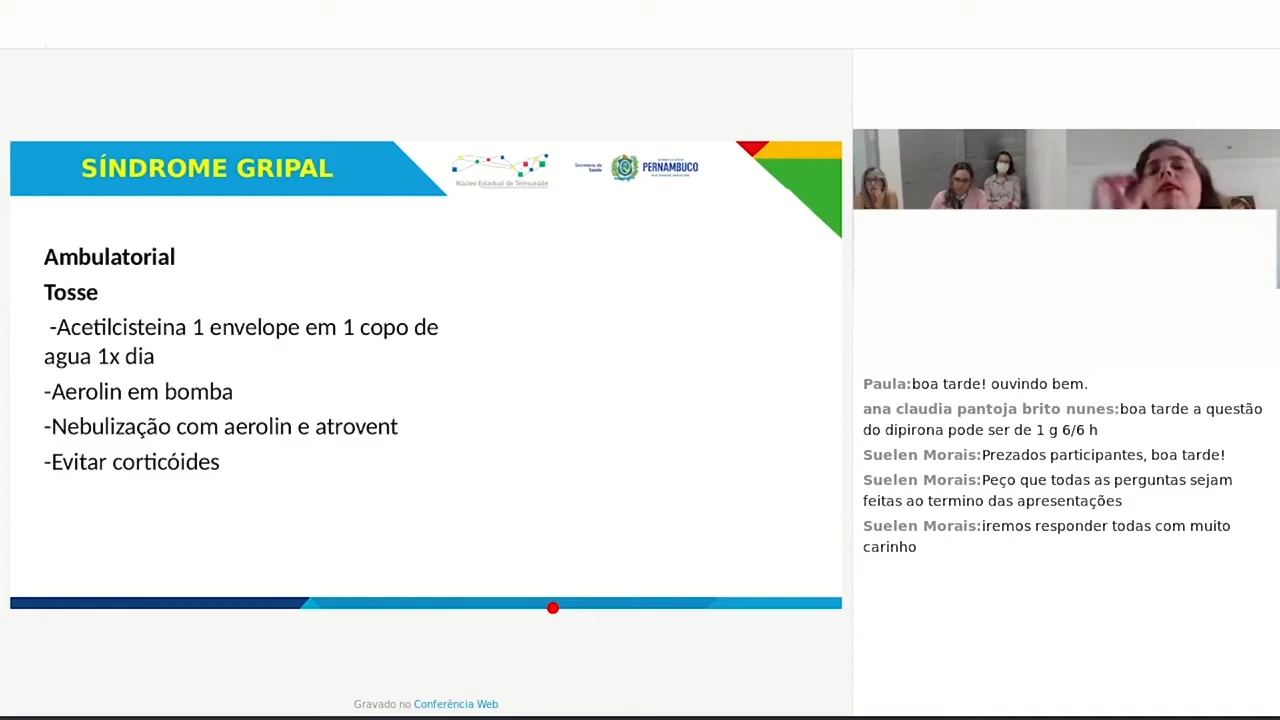 SÍNDROME GRIPAL
Núcleo Estadual de Telessaúde
Secretaria de
Saúde
PERNAMBUCO
Ambulatorial
Tosse
-Acetilcisteina 1 envelope em 1 copo de
agua 1x dia
-Aerolin em bomba
-Nebulização com aerolin e atrovent
-Evitar corticóides
Paula:boa tarde! ouvindo bem.
ana claudia pantoja brito nunes:boa tarde a questão
do dipirona pode ser de 1 g 6/6 h
Suelen Morais:Prezados participantes, boa tarde!
Suelen Morais:Peço que todas as perguntas sejam
feitas ao termino das apresentações
Suelen Morais:iremos responder todas com muito
carinho
Gravado no Conferência Web